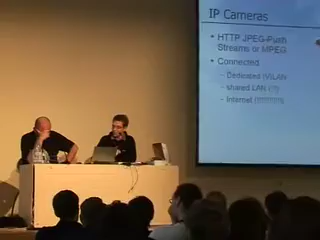 IP Cameras
• HTTP JPEG-Push
Streams or MPEG
• Connected
– Dedicated (V)LAN
– shared LAN (?)
– Internet (!!!!!!!!)